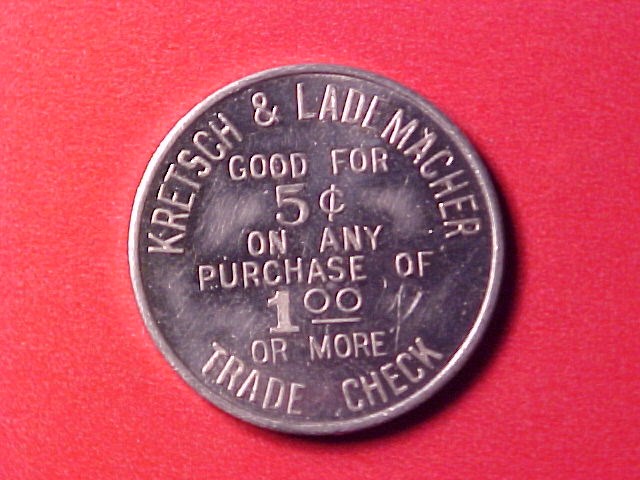 KRETSCH & LADEMACHER
GOOD FOR
5¢
ON ANY
PURCHASE OF
1 00
OR MORE
TRADE CHECK